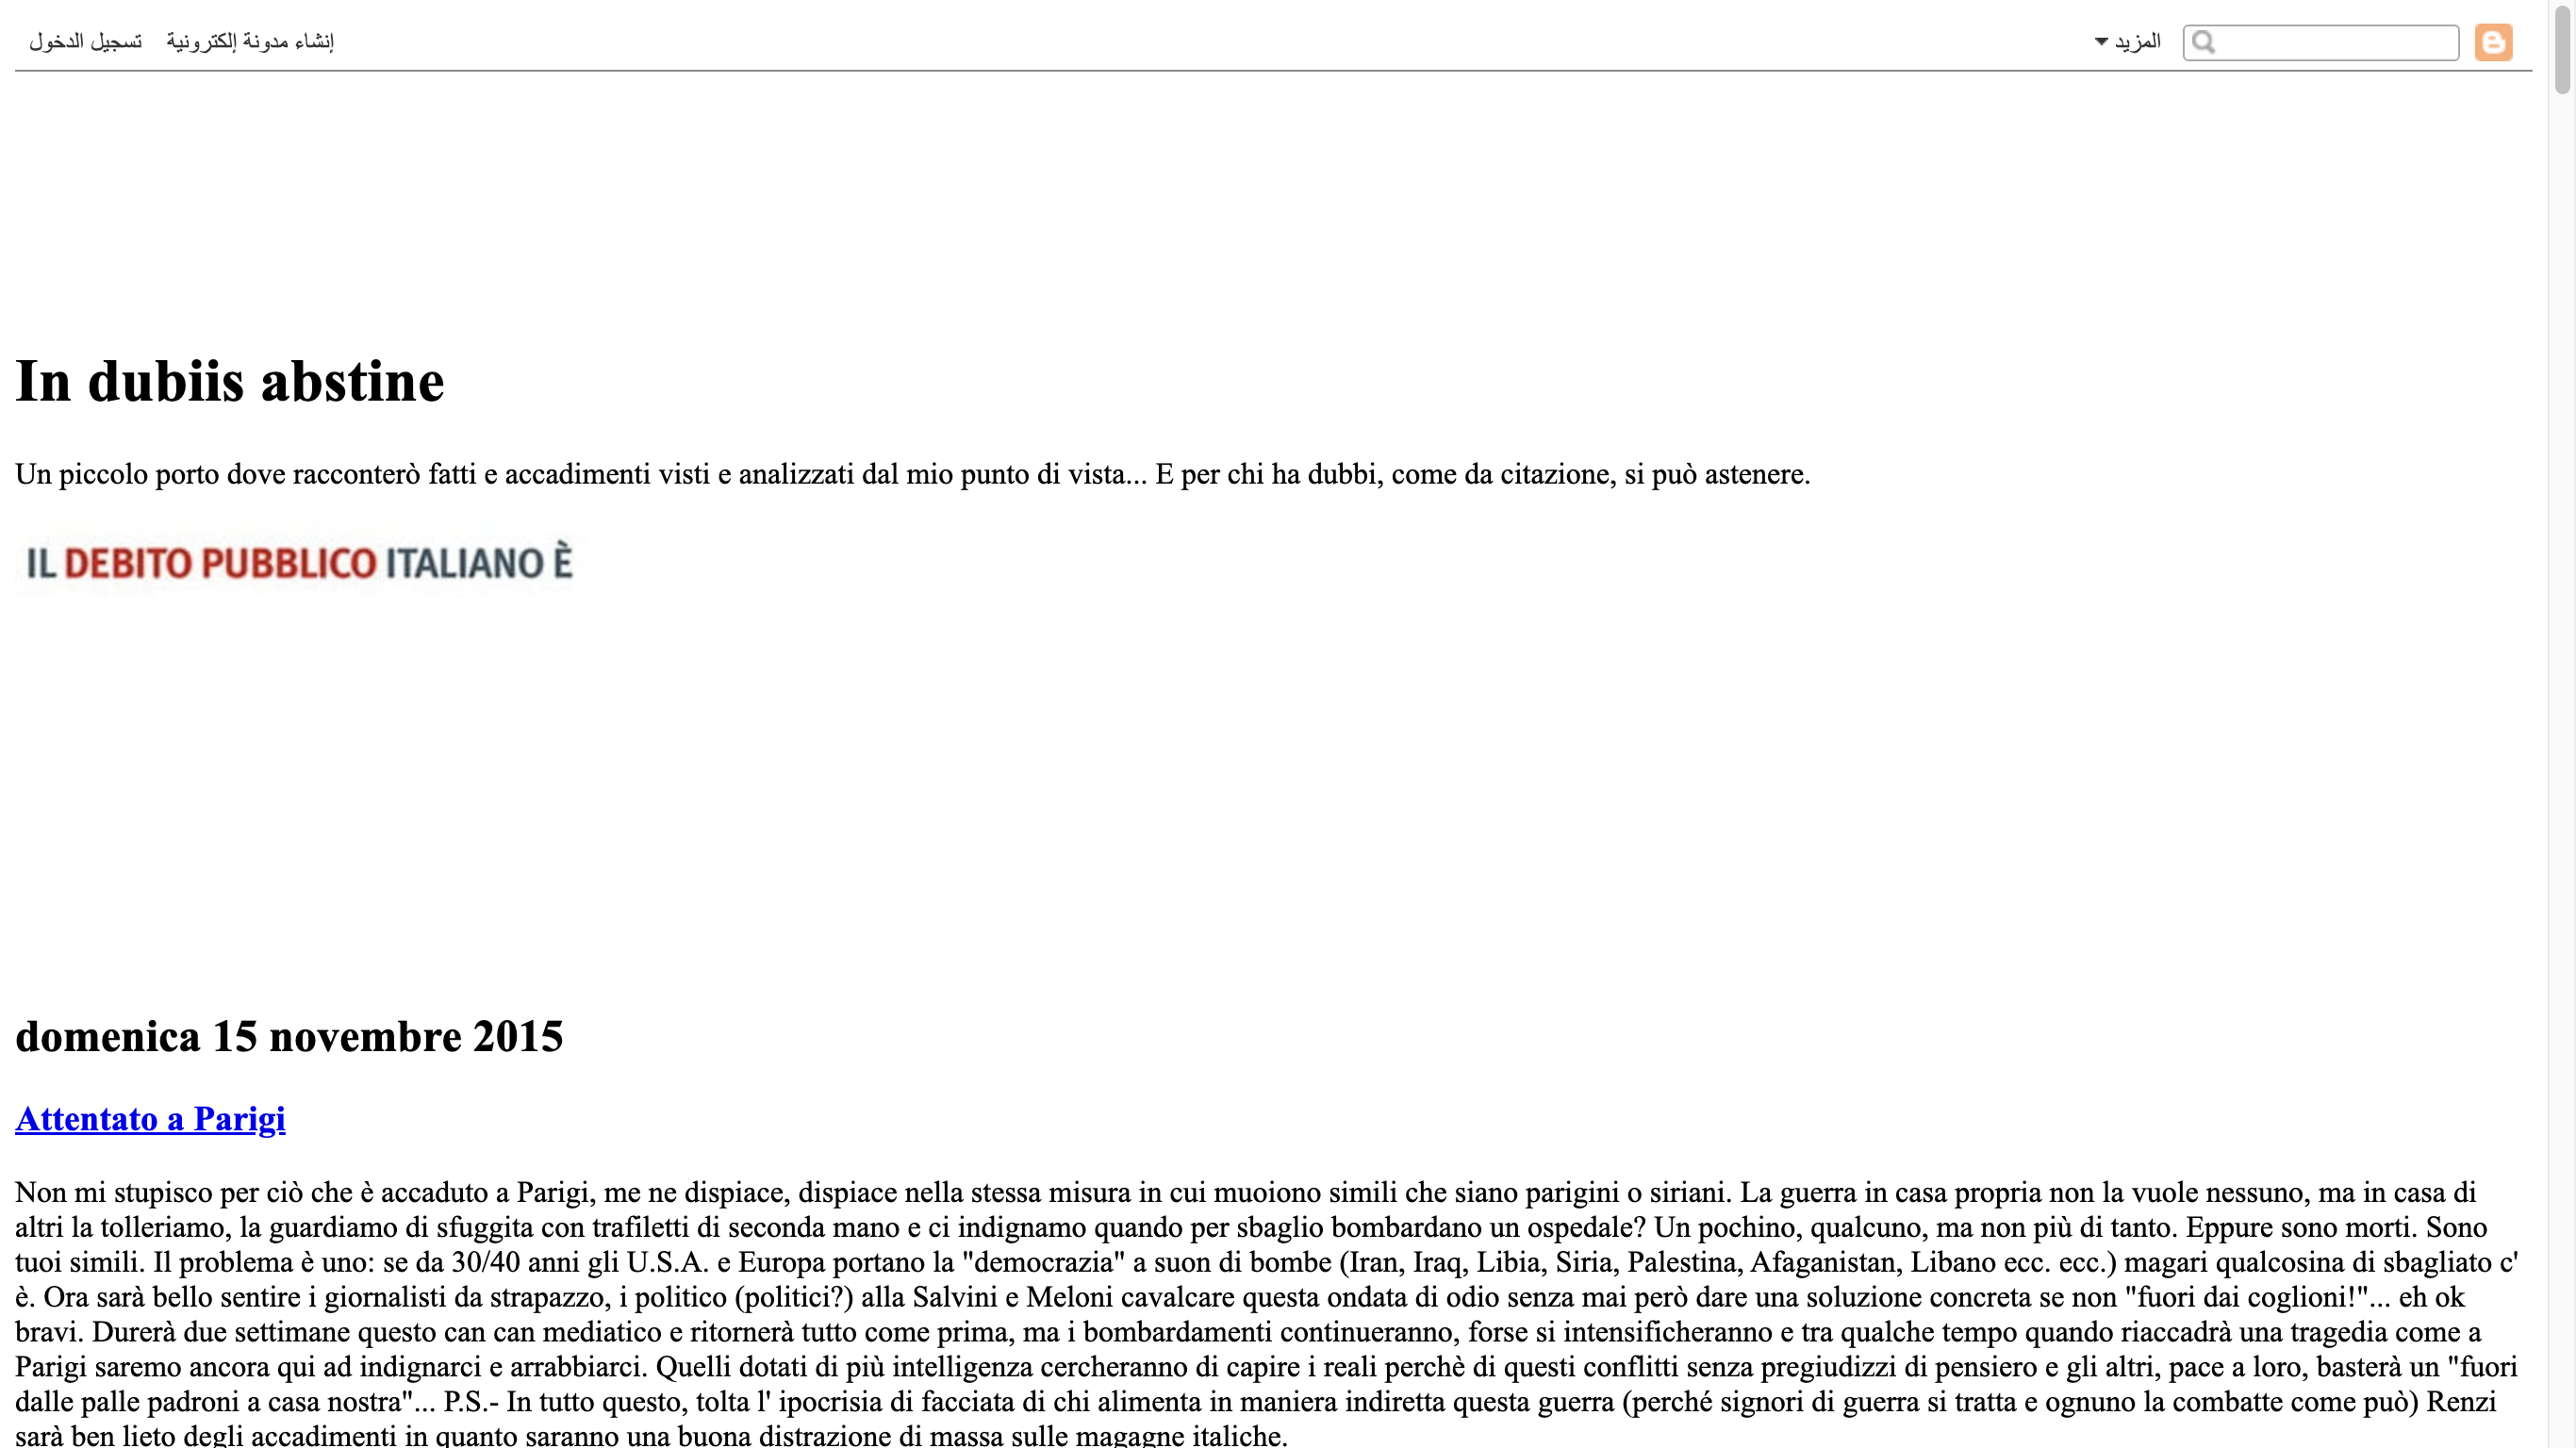 تسجيل الدخول
إنشاء مدونة إلكترونية
المزيد
In dubiis abstine
Un piccolo porto dove racconterò fatti e accadimenti visti e analizzati dal mio punto di vista... E per chi ha dubbi, come da citazione, si può astenere.
IL DEBITO PUBBLICO ITALIANO È
domenica 15 novembre 2015
Attentato a Parigi
Non mi stupisco per ciò che è accaduto a Parigi, me ne dispiace, dispiace nella stessa misura in cui muoiono simili che siano parigini o siriani. La guerra in casa propria non la vuole nessuno, ma in casa di
altri la tolleriamo, la guardiamo di sfuggita con trafiletti di seconda mano e ci indignamo quando per sbaglio bombardano un ospedale? Un pochino, qualcuno, ma non più di tanto. Eppure sono morti. Sono
tuoi simili. Il problema è uno: se da 30/40 anni gli U.S.A. e Europa portano la "democrazia" a suon di bombe (Iran, Iraq, Libia, Siria, Palestina, Afaganistan, Libano ecc. ecc.) magari qualcosina di sbagliato c'
è. Ora sarà bello sentire i giornalisti da strapazzo, i politico (politici?) alla Salvini e Meloni cavalcare questa ondata di odio senza mai però dare una soluzione concreta se non "fuori dai coglioni!"... eh ok
bravi. Durerà due settimane questo can can mediatico e ritornerà tutto come prima, ma i bombardamenti continueranno, forse si intensificheranno e tra qualche tempo quando riaccadrà una tragedia come a
Parigi saremo ancora qui ad indignarci e arrabbiarci. Quelli dotati di più intelligenza cercheranno di capire i reali perchè di questi conflitti senza pregiudizzi di pensiero e gli altri, pace a loro, basterà un "fuori
dalle palle padroni a casa nostra"... P.S.- In tutto questo, tolta l' ipocrisia di facciata di chi alimenta in maniera indiretta questa guerra (perché signori di guerra si tratta e ognuno la combatte come può) Renzi
sarà ben lieto degli accadimenti in quanto saranno una buona distrazione di massa sulle magagne italiche.